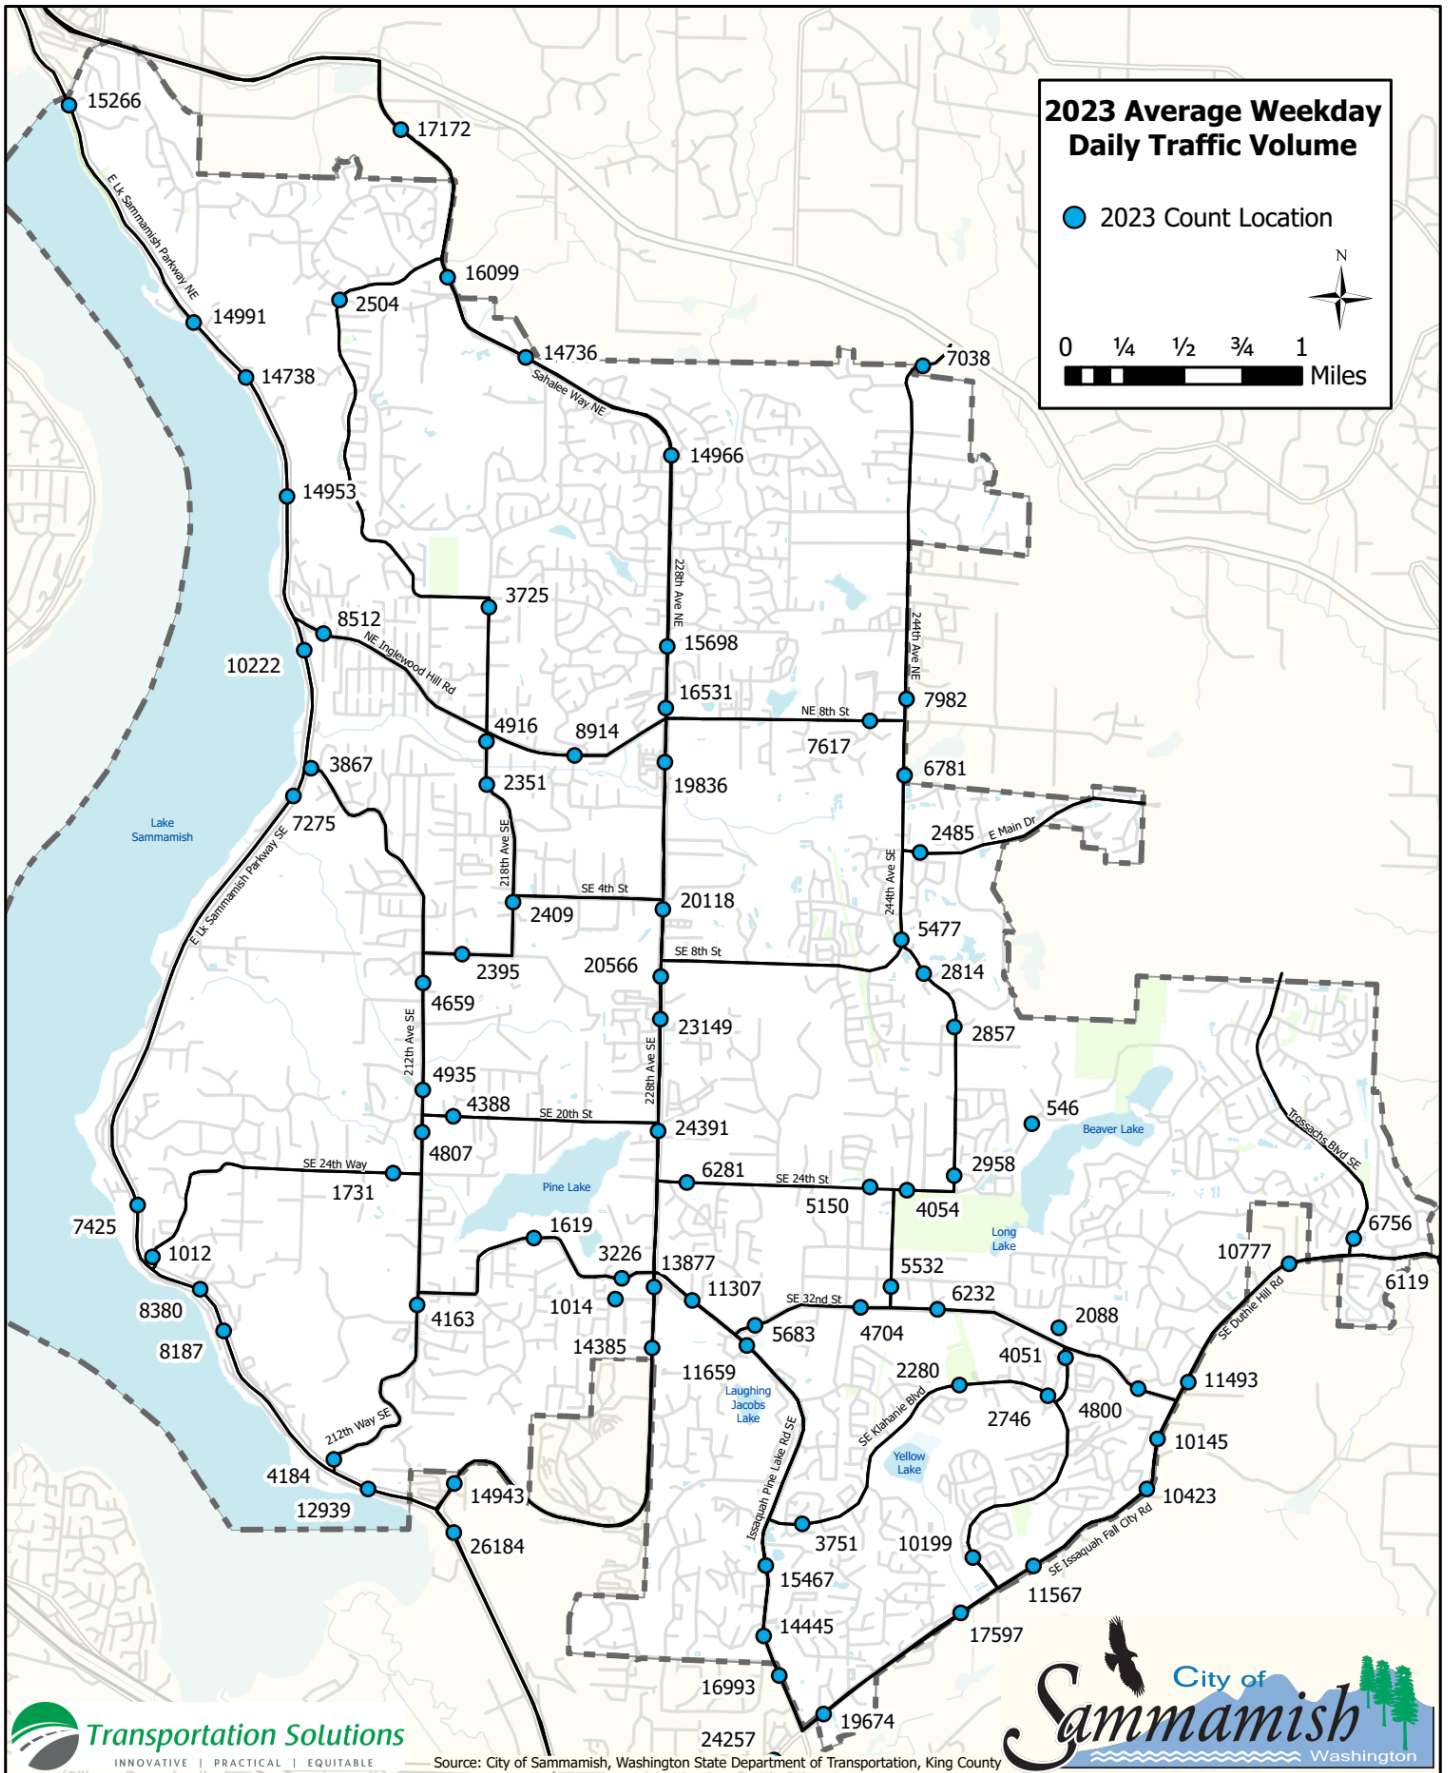 2023 Average Weekday
Daily Traffic Volume
2023 Count Location
N
0 ¼ ½ ¾ 1
Miles
15266
17172
E Lk Sammamish Parkway NE
16099
2504
14991
14736
7038
14738
Sahalee Way NE
14966
14953
228th Ave NE
3725
8512
244th Ave NE
NE Inglewood Hill Rd
15698
10222
16531
7982
NE 8th St
4916
8914
7617
3867
6781
2351
19836
7275
Lake
Sammamish
2485
E Main Dr
218th Ave SE
E Lk Sammamish Parkway SE
244th Ave SE
SE 4th St
2409
20118
5477
SE 8th St
2395
20566
2814
4659
23149
2857
212th Ave SE
228th Ave SE
4935
4388
SE 20th St
546
24391
Beaver Lake
4807
Trossachs Blvd SE
SE 24th Way
1731
6281
SE 24th St
2958
5150
4054
Pine Lake
7425
1619
Long
Lake
6756
1012
3226
13877
10777
5532
6119
8380
1014
11307
SE 32nd St
6232
4163
5683
4704
2088
SE Duthie Hill Rd
8187
14385
11659
4051
2280
11493
Laughing
Jacobs
Lake
2746
4800
SE Klahanie Blvd
212th Way SE
Issaquah Pine Lake Rd SE
Yellow
Lake
10145
4184
14943
10423
12939
26184
3751
10199
SE Issaquah Fall City Rd
15467
11567
14445
17597
16993
19674
24257
City of
Sammamish
Washington
Transportation Solutions
INNOVATIVE | PRACTICAL | EQUITABLE
Source: City of Sammamish, Washington State Department of Transportation, King County